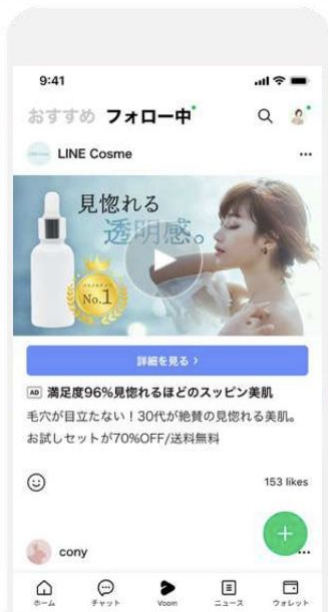 9:41
おすすめ フォロー中
LINE Cosme
見惚れる
透明感。
No.1
詳細を見る >
AD 満足度96%見惚れるほどのスッピン美肌
毛穴が目立たない！30代が絶賛の見惚れる美肌。
お試しセットが70%OFF/送料無料
153 likes
cony
ホーム チャット Voom ニュース ウォレット